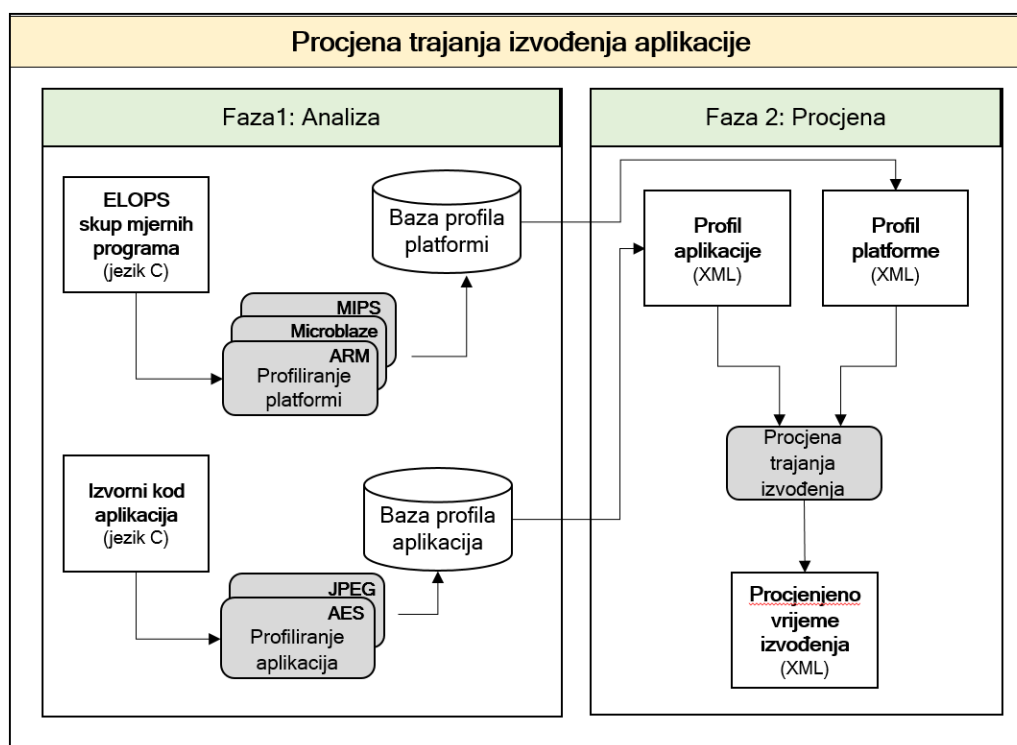 Procjena trajanja izvođenja aplikacije
Faza1: Analiza
ELOPS
skup mjernih
programa
(jezik C)
Baza profila
platformi
MIPS
Microblaze
ARM
Profiliranje
platformi
Izvorni kod
aplikacija
(jezik C)
Baza profila
aplikacija
JPEG
AES
Profiliranje
aplikacija
Faza 2: Procjena
Profil
aplikacije
(XML)
Profil
platforme
(XML)
Procjena
trajanja
izvođenja
Procjenjeno
vrijeme
izvođenja
(XML)